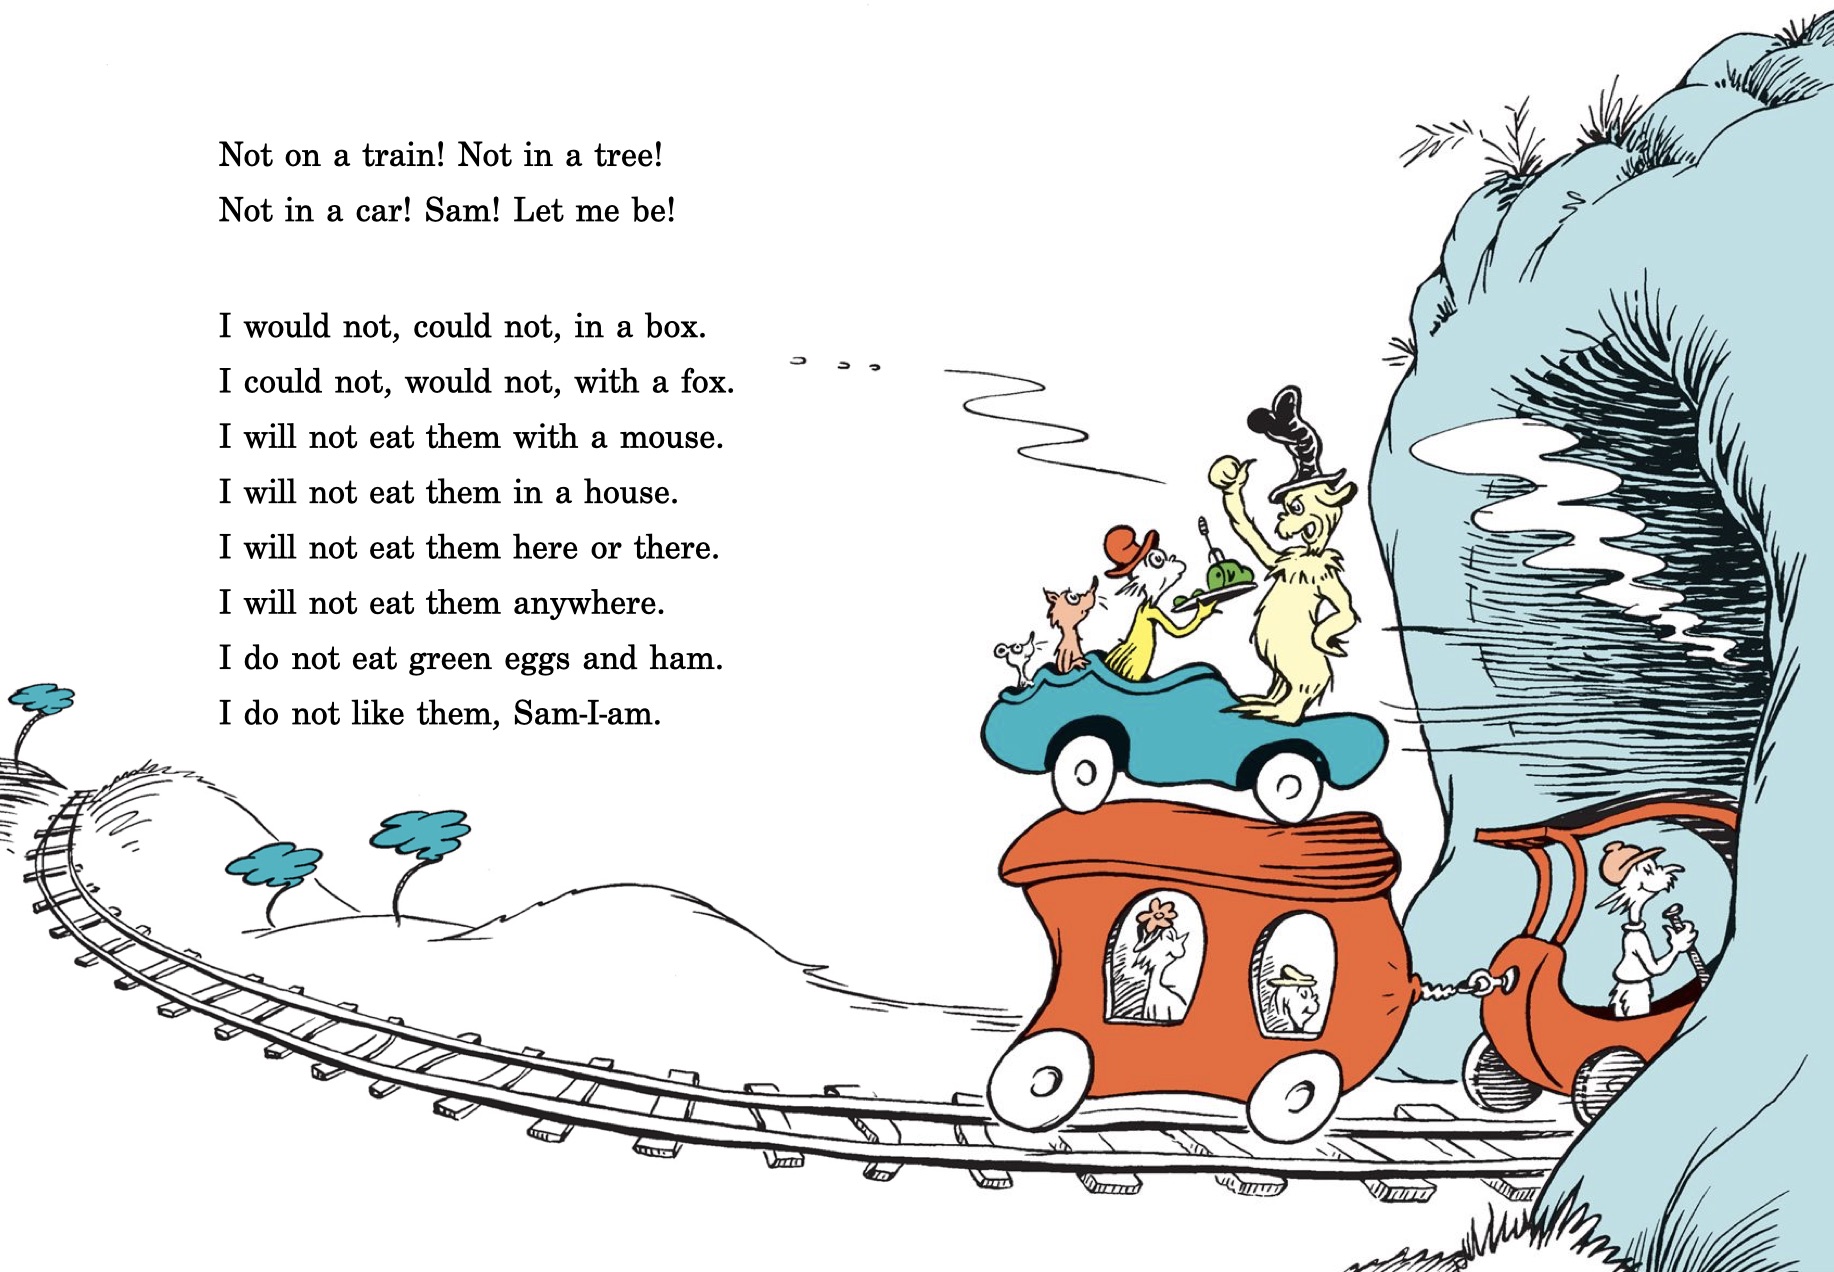 Not on a train! Not in a tree!
Not in a car! Sam! Let me be!
I would not, could not, in a box.
I could not, would not, with a fox.
I will not eat them with a mouse.
I will not eat them in a house.
I will not eat them here or there.
I will not eat them anywhere.
I do not eat green eggs and ham.
I do not like them, Sam-I-am.